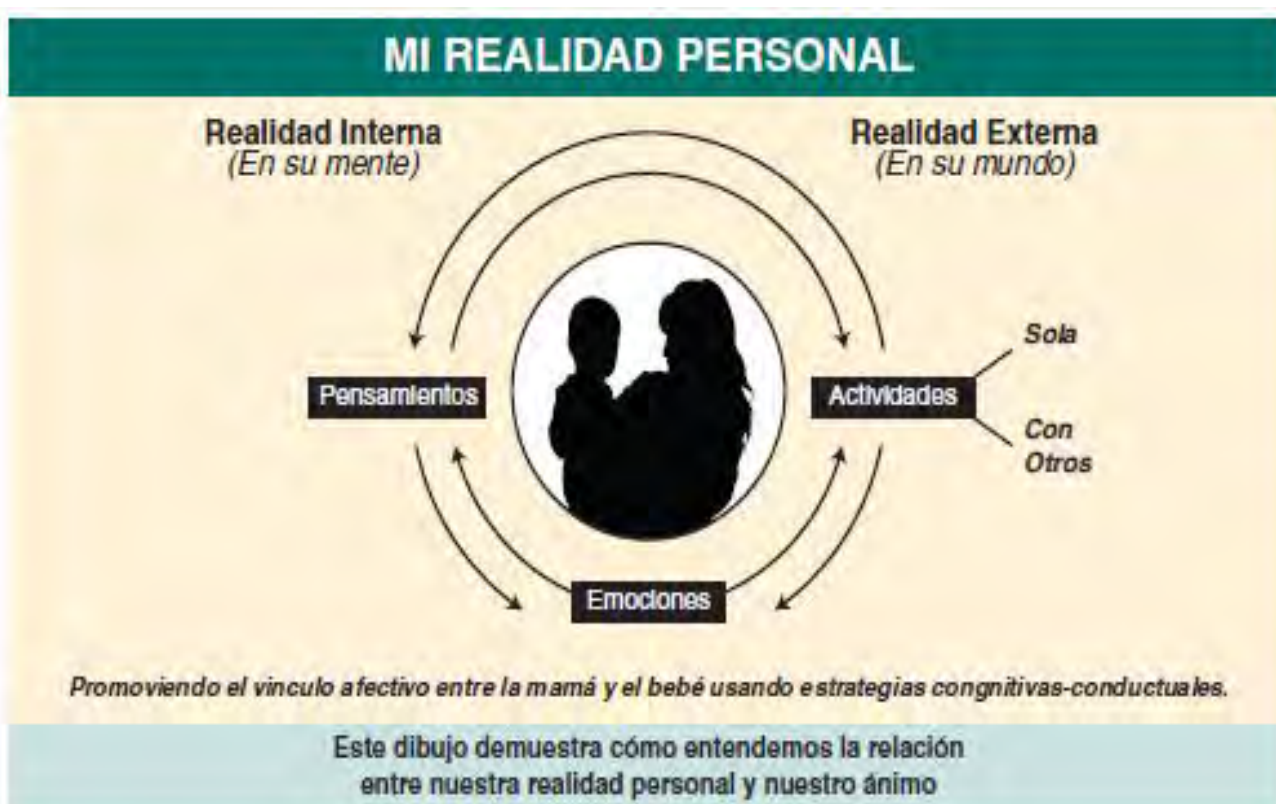 MI REALIDAD PERSONAL
Realidad Interna
(En su mente)
Realidad Externa
(En su mundo)
Sola
Pensamientos
Actividades
Con
Otros
Emociones
Promoviendo el vinculo afectivo entre la mamá y el bebé usando estrategias congnitivas-conductuales.
Este dibujo demuestra cómo entendemos la relación
entre nuestra realidad personal y nuestro ánimo